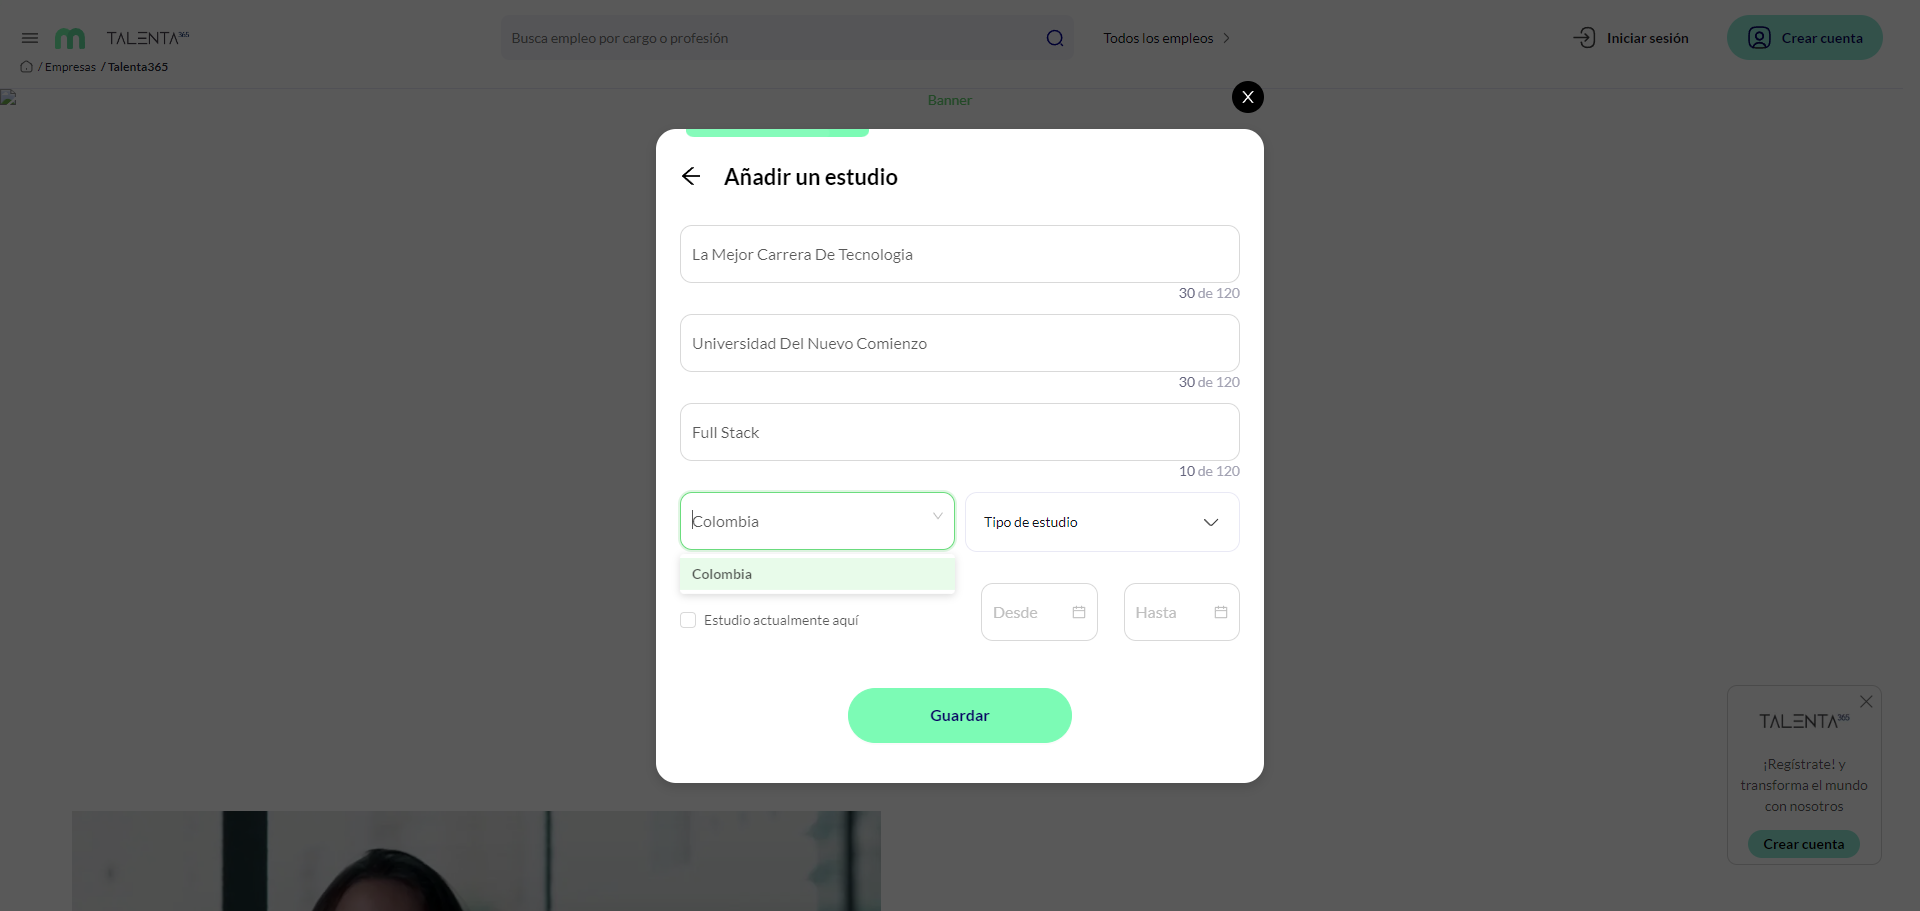 TALENTA365
Busca empleo por cargo o profesión
Todos los empleos
Iniciar sesión
Crear cuenta
/ Empresas / Talenta365
Banner
X
Añadir un estudio
La Mejor Carrera De Tecnologia
30 de 120
Universidad Del Nuevo Comienzo
30 de 120
Full Stack
10 de 120
Colombia
Tipo de estudio
Colombia
Estudio actualmente aquí
Desde
Hasta
Guardar
TALENTA365
¡Regístrate! y
transforma el mundo
con nosotros
Crear cuenta